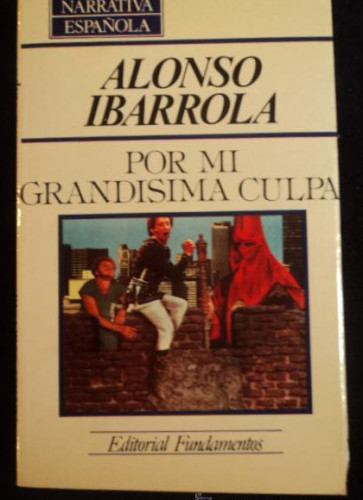 NARRATIVA
ESPAÑOLA
ALONSO
IBARROLA
POR MI
GRANDISIMA CULPA
Editorial Fundamentos